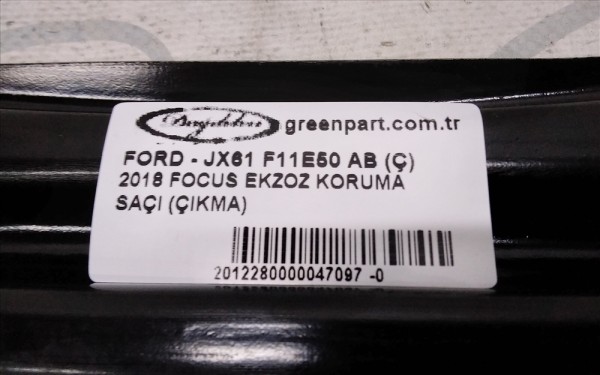 greenpart.com.tr
FORD - JX61 F11E50 AB (Ç)
2018 FOCUS EKZOZ KORUMA
SAÇI (ÇIKMA)
2012280000047097 -0